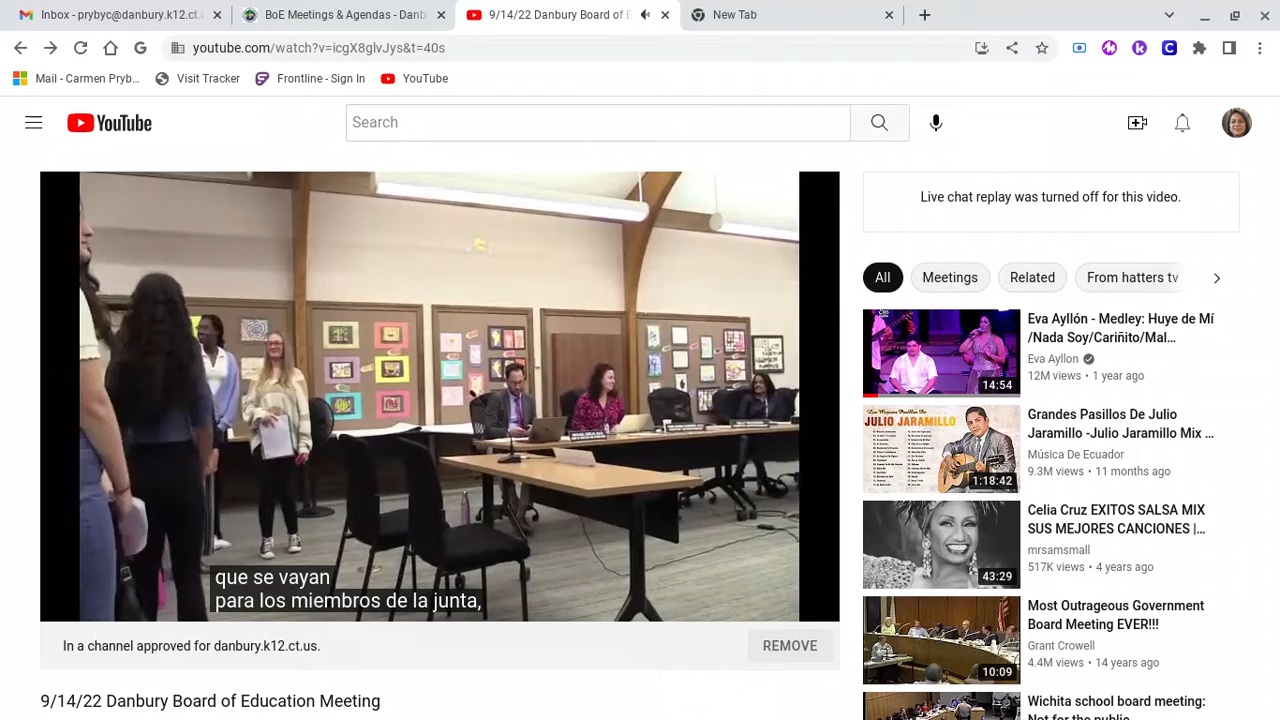 Inbox - prybyc@danbury.k12.ct.u
BoE Meetings & Agendas - Danb
9/14/22 Danbury Board of E
New Tab
youtube.com/watch?v=icgX8glvJys&t=40s
Mail - Carmen Pryb...
Visit Tracker
Frontline - Sign In
YouTube
YouTube
Search
Live chat replay was turned off for this video.
All
Meetings
Related
From hatters tv
Eva Ayllón - Medley: Huye de Mí
/Nada Soy/Cariñito/Mal...
Eva Ayllon
12M views • 1 year ago
14:54
Grandes Pasillos De Julio
Jaramillo -Julio Jaramillo Mix ...
Música De Ecuador
9.3M views • 11 months ago
JULIO JARAMILLO
1:18:42
Celia Cruz EXITOS SALSA MIX
SUS MEJORES CANCIONES |...
mrsamsmall
517K views • 4 years ago
43:29
Most Outrageous Government
Board Meeting EVER!!!
Grant Crowell
4.4M views • 14 years ago
10:09
Wichita school board meeting:
Not for the public
que se vayan
para los miembros de la junta,
In a channel approved for danbury.k12.ct.us.
REMOVE
9/14/22 Danbury Board of Education Meeting